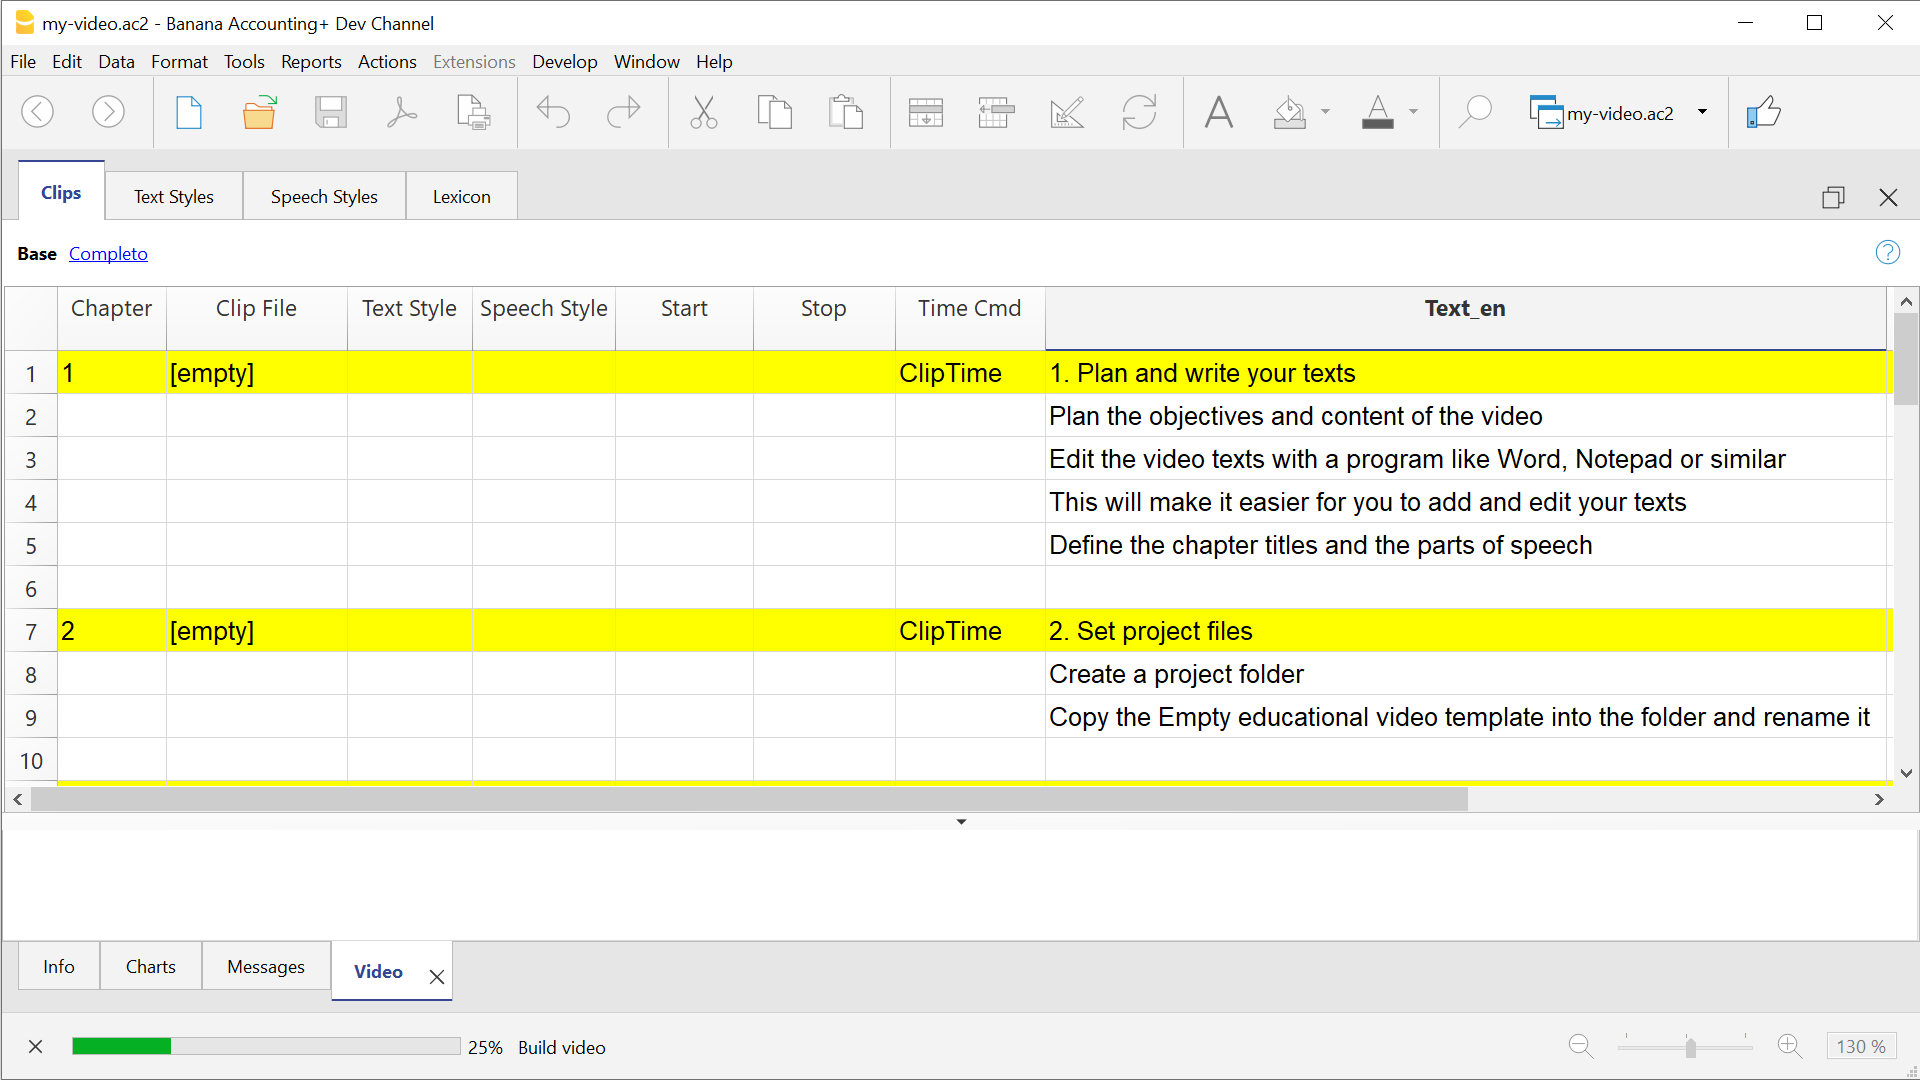 my-video.ac2 - Banana Accounting+ Dev Channel
File Edit Data Format Tools Reports Actions Extensions Develop Window Help
my-video.ac2
Clips Text Styles Speech Styles Lexicon
Base Completo
Chapter Clip File Text Style Speech Style Start Stop Time Cmd Text_en
1 1 [empty] ClipTime 1. Plan and write your texts
2 Plan the objectives and content of the video
3 Edit the video texts with a program like Word, Notepad or similar
4 This will make it easier for you to add and edit your texts
5 Define the chapter titles and the parts of speech
6
7 2 [empty] ClipTime 2. Set project files
8 Create a project folder
9 Copy the Empty educational video template into the folder and rename it
10
Info Charts Messages Video
25% Build video
130 %